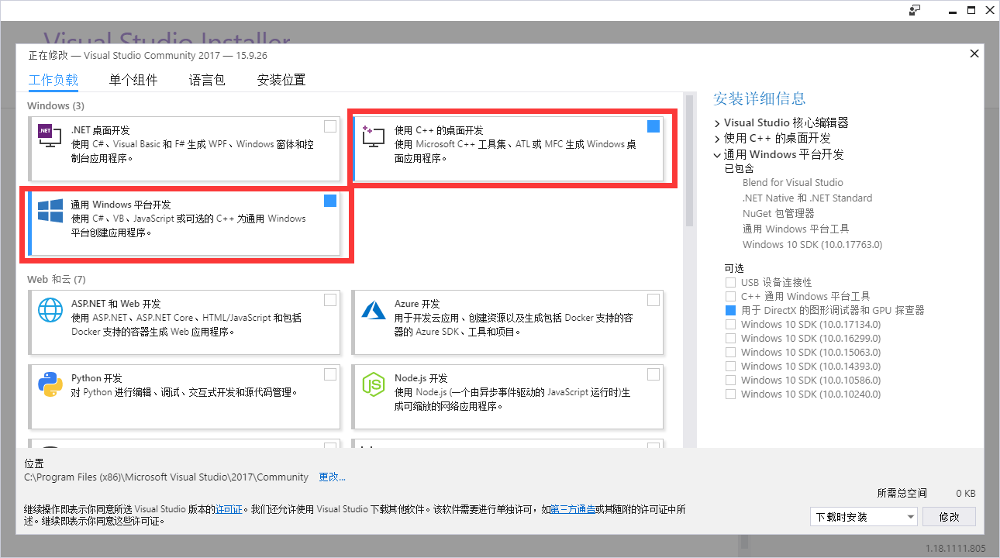 Visual Studio Installer
正在修改 — Visual Studio Community 2017 — 15.9.26
工作负载 单个组件 语言包 安装位置
Windows (3)
.NET
.NET 桌面开发
使用 C#、Visual Basic 和 F# 生成 WPF、Windows 窗体和控
制台应用程序。
使用 C++ 的桌面开发
使用 Microsoft C++ 工具集、ATL 或 MFC 生成 Windows 桌
面应用程序。
通用 Windows 平台开发
使用 C#、VB、JavaScript 或可选的 C++ 为通用 Windows
平台创建应用程序。
Web 和云 (7)
ASP.NET 和 Web 开发
使用 ASP.NET、ASP.NET Core、HTML/JavaScript 和包括
Docker 支持的容器生成 Web 应用程序。
Azure 开发
用于开发云应用、创建资源以及生成包括 Docker 支持的容
器的 Azure SDK、工具和项目。
Python 开发
对 Python 进行编辑、调试、交互式开发和源代码管理。
JS
Node.js 开发
使用 Node.js (一个由异步事件驱动的 JavaScript 运行时)生
成可缩放的网络应用程序。
安装详细信息
Visual Studio 核心编辑器
使用 C++ 的桌面开发
通用 Windows 平台开发
已包含
Blend for Visual Studio
.NET Native 和 .NET Standard
NuGet 包管理器
通用 Windows 平台工具
Windows 10 SDK (10.0.17763.0)
可选
USB 设备连接性
C++ 通用 Windows 平台工具
用于 DirectX 的图形调试器和 GPU 探查器
Windows 10 SDK (10.0.17134.0)
Windows 10 SDK (10.0.16299.0)
Windows 10 SDK (10.0.15063.0)
Windows 10 SDK (10.0.14393.0)
Windows 10 SDK (10.0.10586.0)
Windows 10 SDK (10.0.10240.0)
位置
C:\Program Files (x86)\Microsoft Visual Studio\2017\Community 更改...
继续操作即表示你同意所选 Visual Studio 版本的许可证。我们还允许使用 Visual Studio 下载其他软件。该软件需要进行单独许可，如第三方通告或其随附的许可证中所
述。继续即表示你同意这些许可证。
所需总空间 0 KB
下载时安装 修改
1.18.1111.805